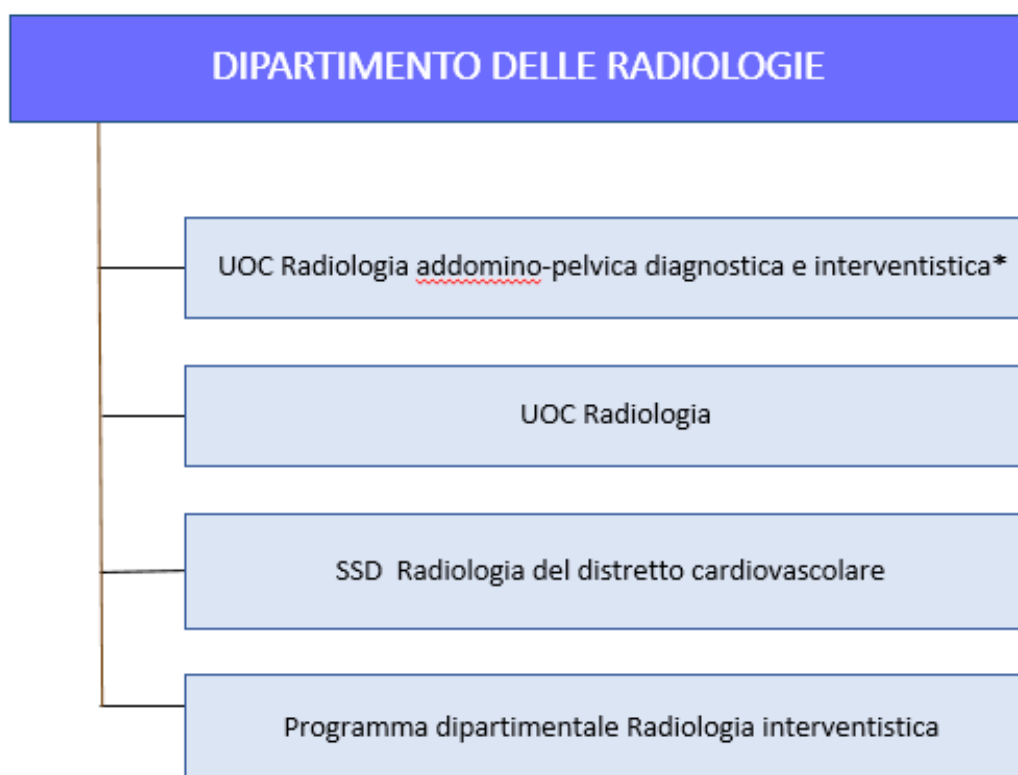 DIPARTIMENTO DELLE RADIOLOGIE
UOC Radiologia addomino-pelvica diagnostica e interventistica*
UOC Radiologia
SSD  Radiologia del distretto cardiovascolare
Programma dipartimentale Radiologia interventistica